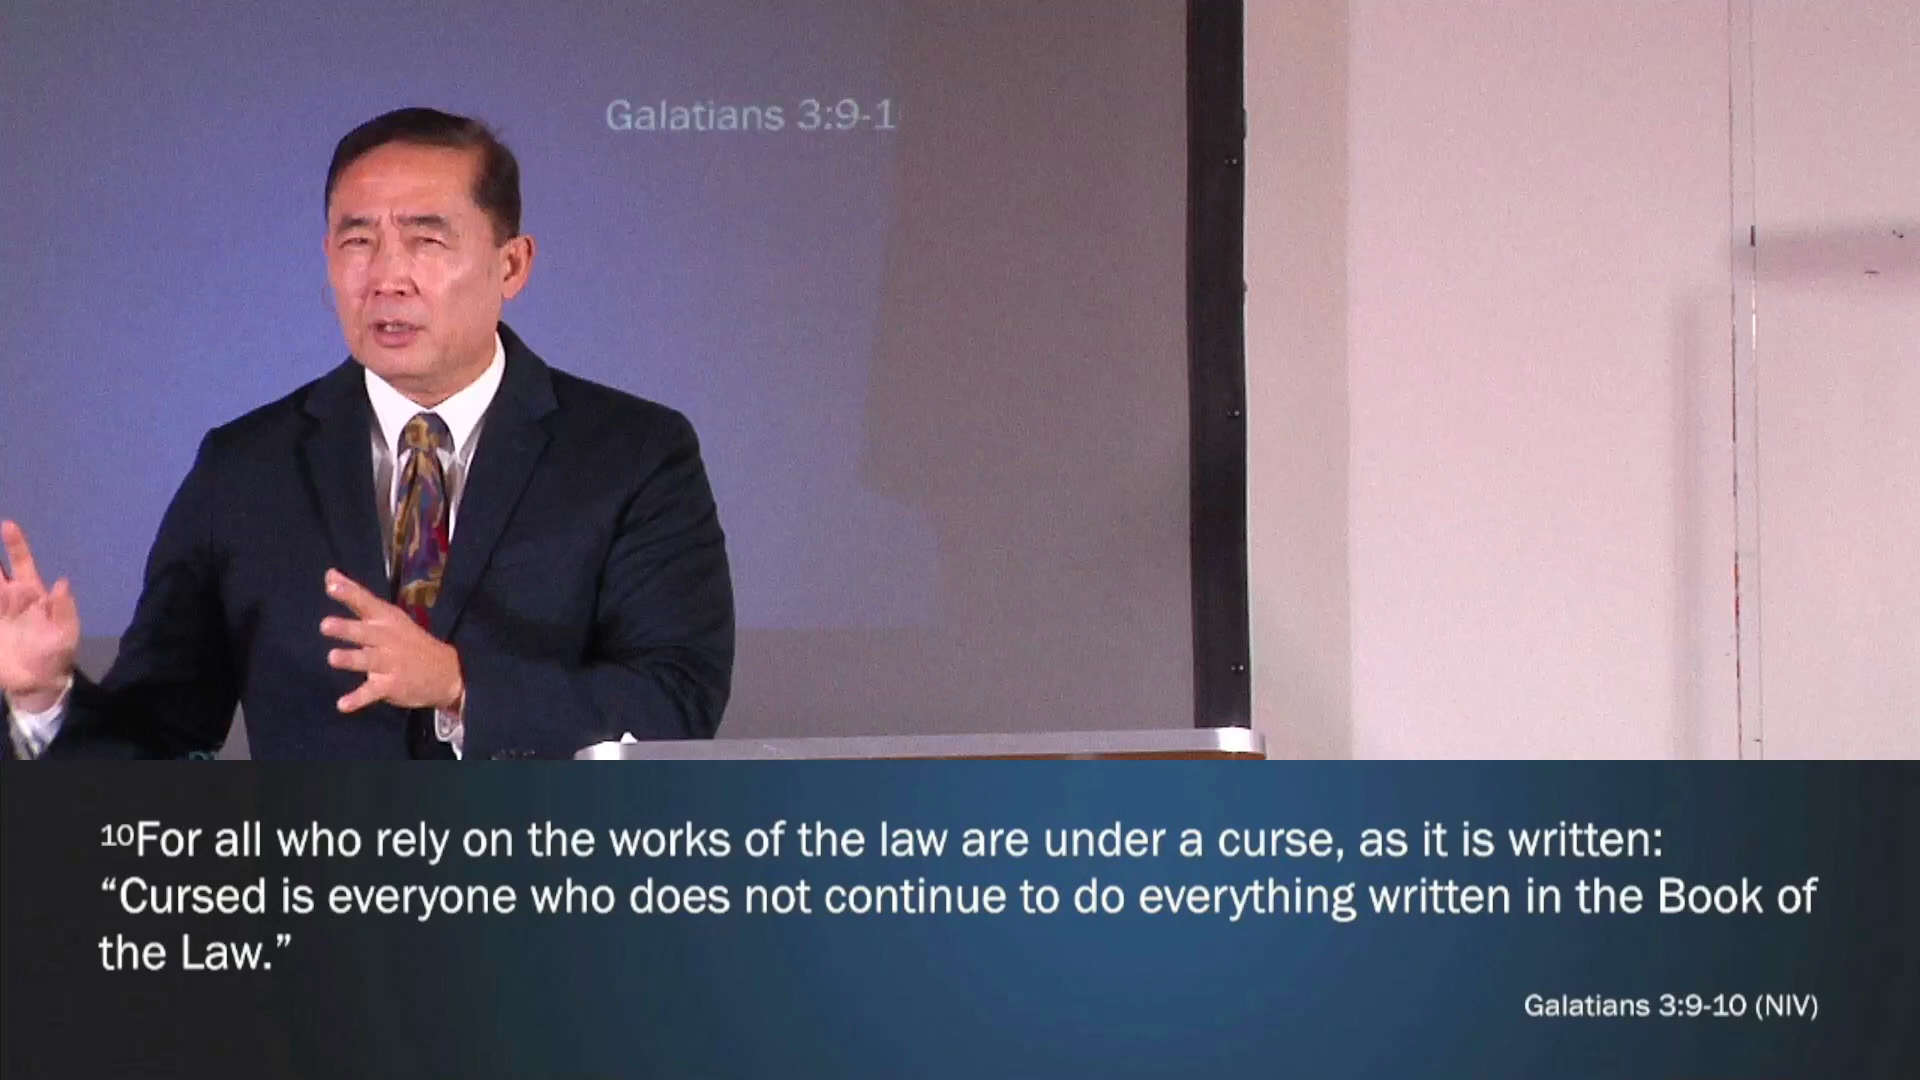 Galatians 3:9-1
10For all who rely on the works of the law are under a curse, as it is written:
“Cursed is everyone who does not continue to do everything written in the Book of
the Law.”
Galatians 3:9-10 (NIV)